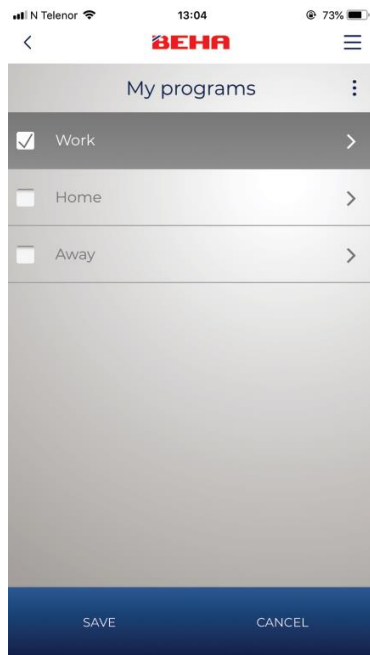 N Telenor 13:04 73%
BEHA
My programs
Work
Home
Away
SAVE CANCEL